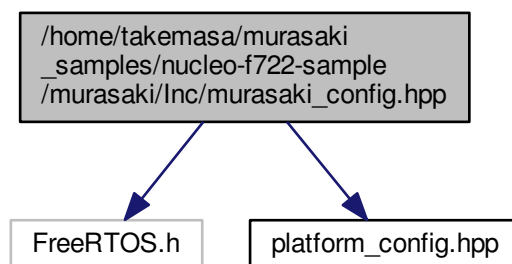 /home/takemasa/murasaki
_samples/nucleo-f722-sample
/murasaki/Inc/murasaki_config.hpp
FreeRTOS.h
platform_config.hpp